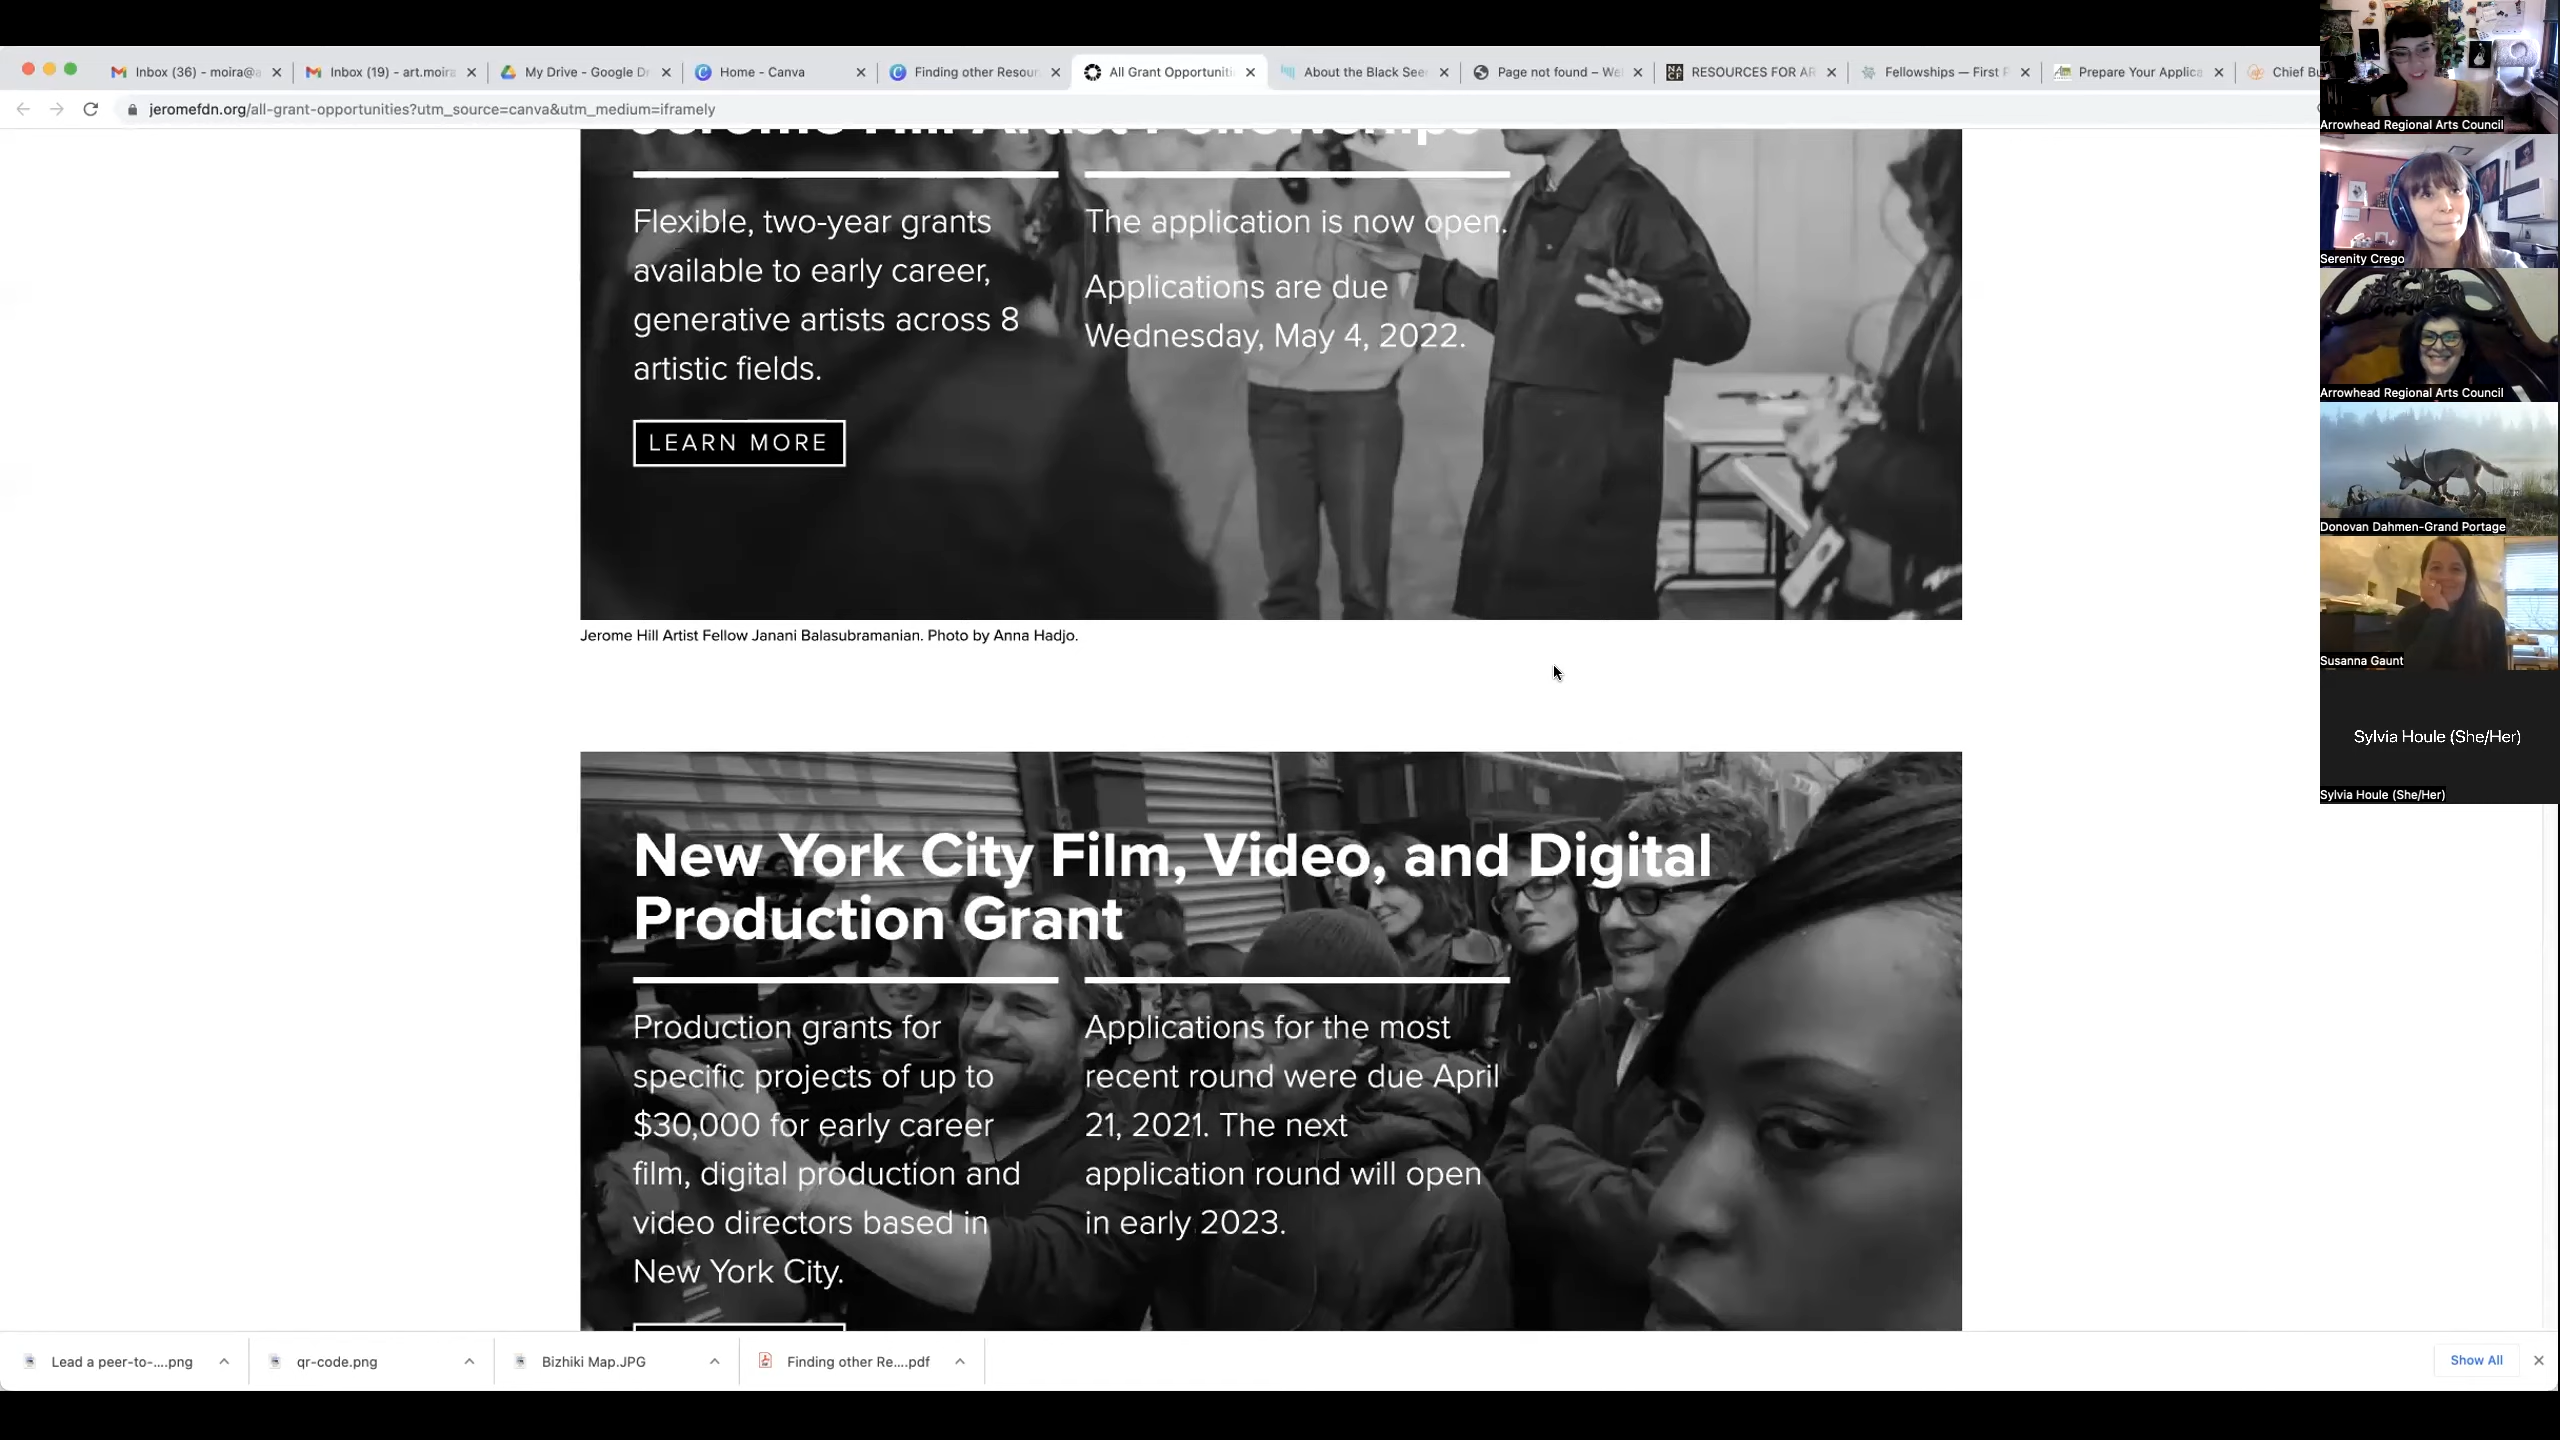 Inbox (36) - moira@a
Inbox (19) - art.moira
My Drive - Google Dr
Home - Canva
Finding other Resour
All Grant Opportuniti
About the Black See
Page not found – We
RESOURCES FOR AR
Fellowships — First P
Prepare Your Applica
Chief Bu
jeromefdn.org/all-grant-opportunities?utm_source=canva&utm_medium=iframely
Jerome Hill Artist Fellowships
Flexible, two-year grants
available to early career,
generative artists across 8
artistic fields.
The application is now open.
Applications are due
Wednesday, May 4, 2022.
LEARN MORE
Jerome Hill Artist Fellow Janani Balasubramanian. Photo by Anna Hadjo.
New York City Film, Video, and Digital
Production Grant
Production grants for
specific projects of up to
$30,000 for early career
film, digital production and
video directors based in
New York City.
Applications for the most
recent round were due April
21, 2021. The next
application round will open
in early 2023.
Arrowhead Regional Arts Council
Serenity Crego
Arrowhead Regional Arts Council
Donovan Dahmen-Grand Portage
Susanna Gaunt
Sylvia Houle (She/Her)
Sylvia Houle (She/Her)
Lead a peer-to-....png
qr-code.png
Bizhiki Map.JPG
Finding other Re....pdf
Show All